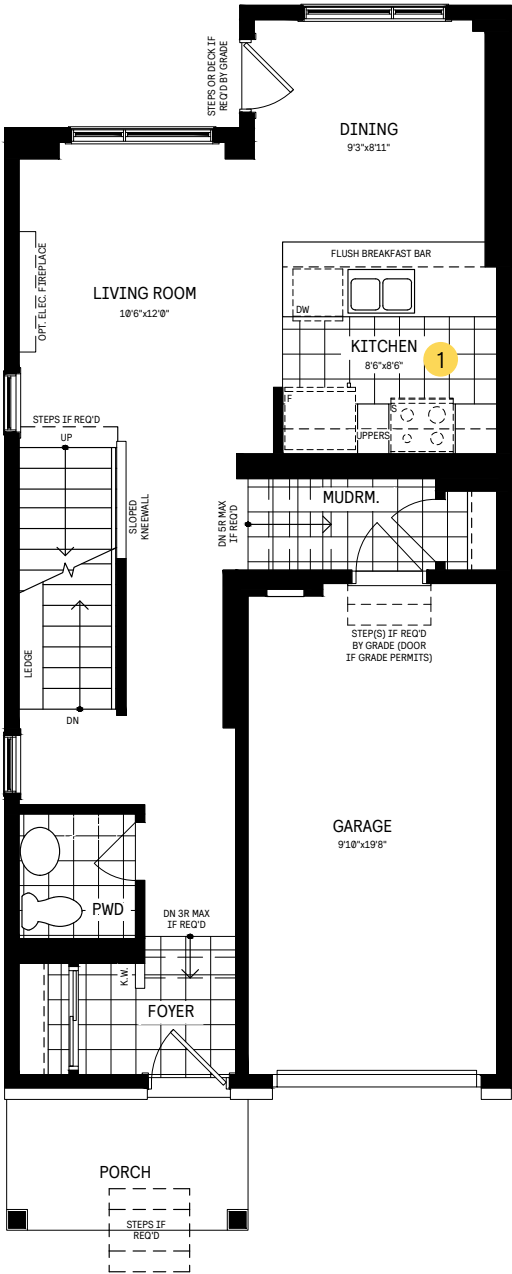 STEPS OR DECK IF
REQ'D BY GRADE
DINING
9'3"x8'11"
FLUSH BREAKFAST BAR
OPT. ELEC. FIREPLACE
LIVING ROOM
10'6"x12'0"
DW
KITCHEN
8'6"x8'6"
1
F
S
UPPERS
STEPS IF REQ'D
UP
SLOPED
KNEEWALL
DN 5R MAX
IF REQ'D
MUDRM.
STEP(S) IF REQ'D
BY GRADE (DOOR
IF GRADE PERMITS)
LEDGE
DN
GARAGE
9'10"x19'8"
PWD
DN 3R MAX
IF REQ'D
K.W.
FOYER
PORCH
STEPS IF
REQ'D